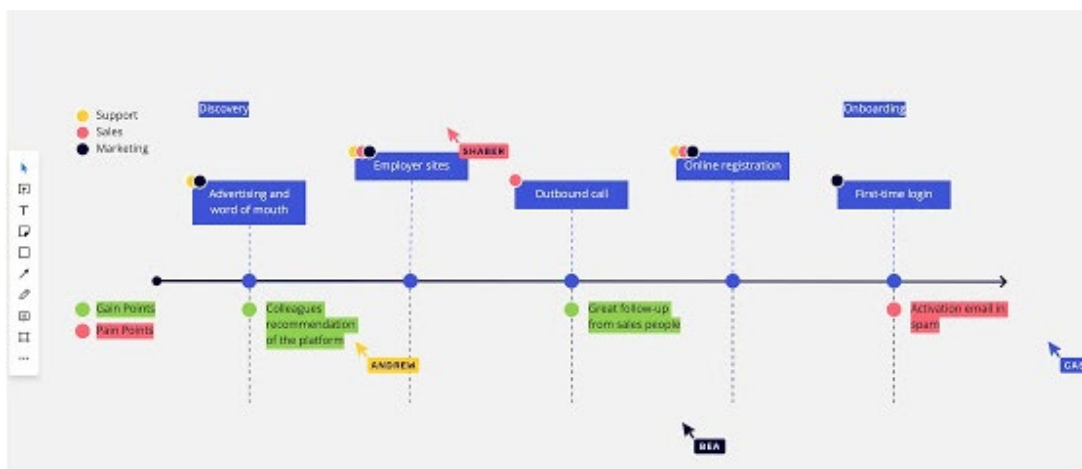 Discovery
Onboarding
Support
Sales
Marketing
SHABER
Employer sites
Online registration
Advertising and
word of mouth
Outbound call
First-time login
Gain Points
Pain Points
Colleagues
recommendation
of the platform
Great follow-up
from sales people
Activation email in
spam
ANDREW
BEA